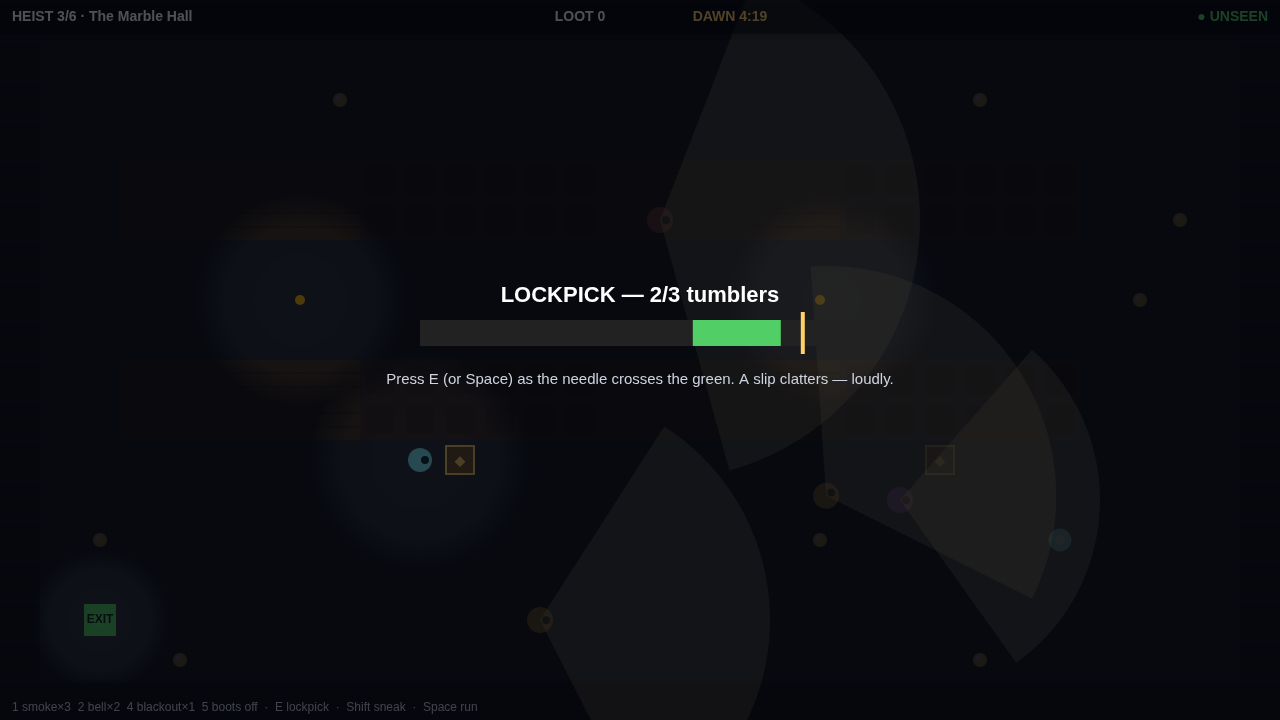 HEIST 3/6 · The Marble Hall
LOOT 0
DAWN 4:19
● UNSEEN
LOCKPICK — 2/3 tumblers
Press E (or Space) as the needle crosses the green. A slip clatters — loudly.
EXIT
1 smoke×3  2 bell×2  4 blackout×1  5 boots off  ·  E lockpick  ·  Shift sneak  ·  Space run